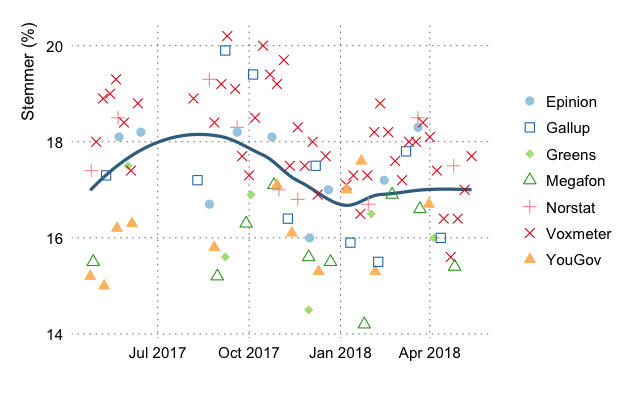 Stemmer (%)
20
18
16
14
Jul 2017
Oct 2017
Jan 2018
Apr 2018
Epinion
Gallup
Greens
Megafon
Norstat
Voxmeter
YouGov